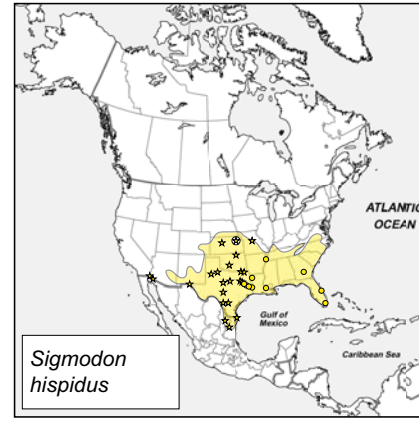 ATLANTIC
OCEAN
Gulf of
Mexico
Caribbean Sea
Sigmodon
hispidus